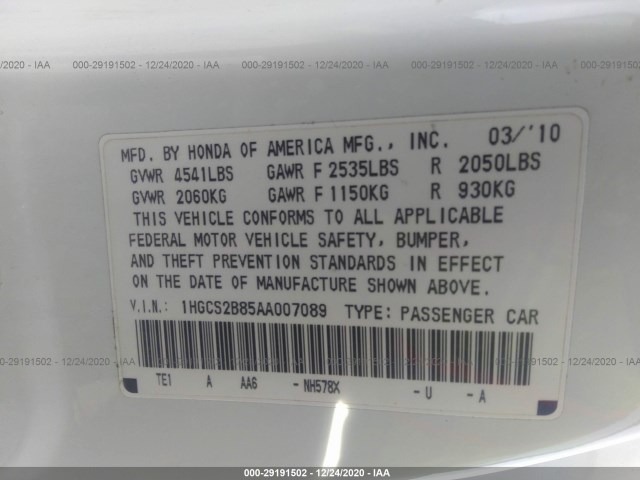 000-29191502 - 12/24/2020 - IAA
MFD. BY HONDA OF AMERICA MFG., INC. 03/'10
GVWR 4541LBS GAWR F 2535LBS R 2050LBS
GVWR 2060KG GAWR F 1150KG R 930KG
THIS VEHICLE CONFORMS TO ALL APPLICABLE
FEDERAL MOTOR VEHICLE SAFETY, BUMPER,
AND THEFT PREVENTION STANDARDS IN EFFECT
ON THE DATE OF MANUFACTURE SHOWN ABOVE.
V.I.N.: 1HGCS2B85AA007089 TYPE: PASSENGER CAR
TE1 A AA6 -NH578X -U -A
000-29191502 - 12/24/2020 - IAA